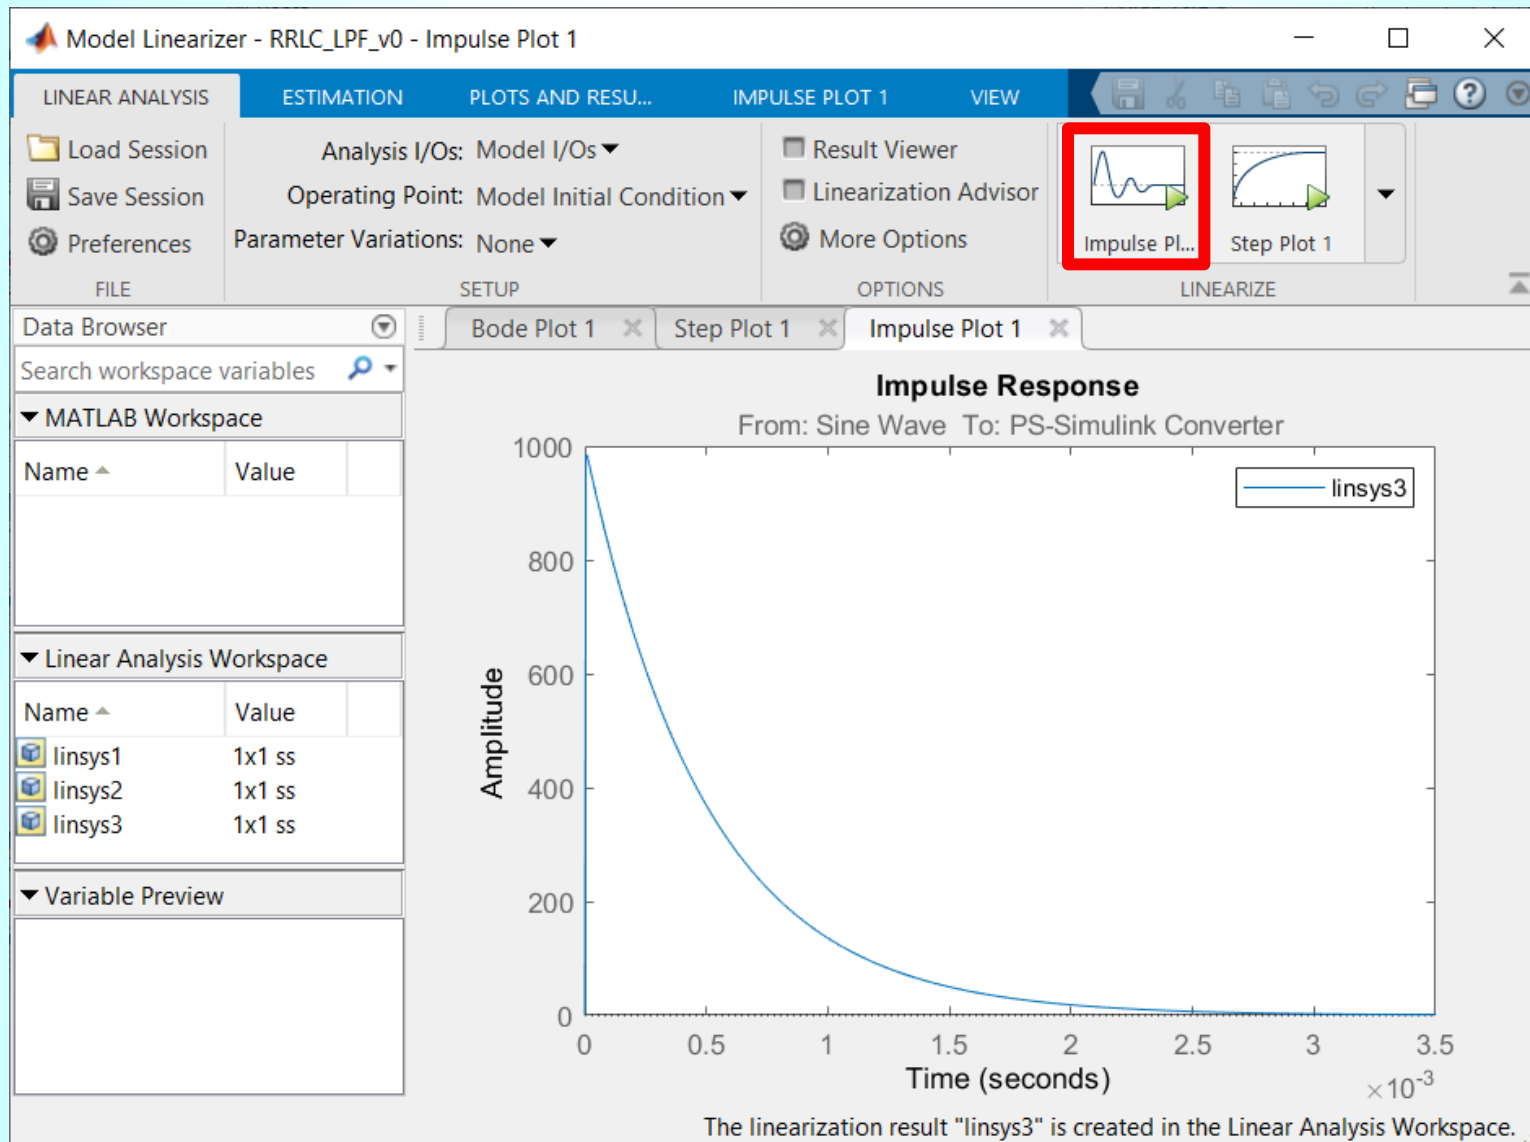 Model Linearizer - RRLC_LPF_v0 - Impulse Plot 1
LINEAR ANALYSIS ESTIMATION PLOTS AND RESU... IMPULSE PLOT 1 VIEW
Load Session
Save Session
Preferences
FILE
Analysis I/Os: Model I/Os
Operating Point: Model Initial Condition
Parameter Variations: None
SETUP
Result Viewer
Linearization Advisor
More Options
OPTIONS
Impulse Pl... Step Plot 1
LINEARIZE
Data Browser
Search workspace variables
MATLAB Workspace
Name Value
Linear Analysis Workspace
Name Value
linsys1 1x1 ss
linsys2 1x1 ss
linsys3 1x1 ss
Variable Preview
Bode Plot 1 Step Plot 1 Impulse Plot 1
Impulse Response
From: Sine Wave To: PS-Simulink Converter
linsys3
Amplitude
1000
800
600
400
200
0
0 0.5 1 1.5 2 2.5 3 3.5
Time (seconds)
×10⁻³
The linearization result "linsys3" is created in the Linear Analysis Workspace.